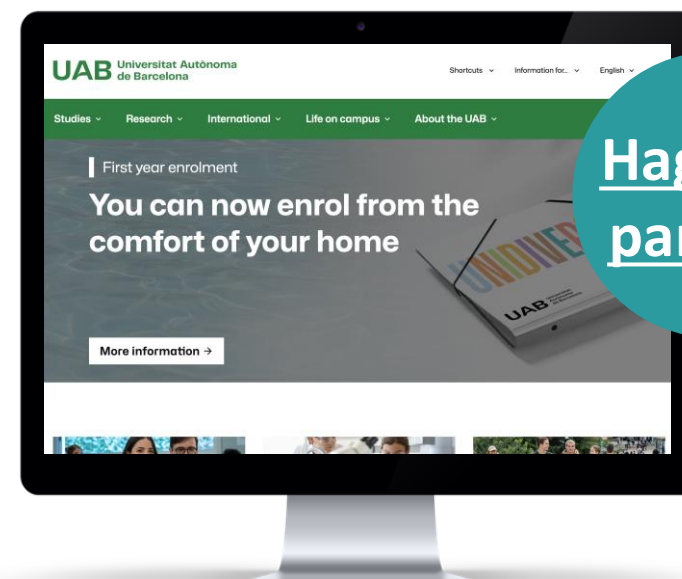 UAB Universitat Autònoma
de Barcelona
Shortcuts
Information for...
English
Studies
Research
International
Life on campus
About the UAB
First year enrolment
You can now enrol from the
comfort of your home
UAB
More information →